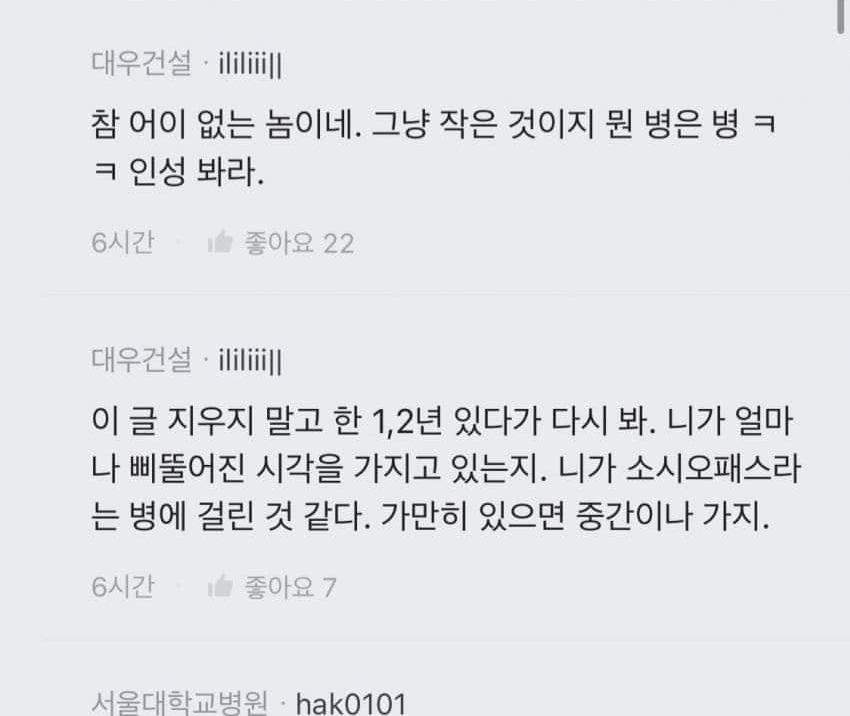 대우건설 · ililiii||
참 어이 없는 놈이네. 그냥 작은 것이지 뭔 병은 병 ㅋ
ㅋ 인성 봐라.
6시간 · 좋아요 22
대우건설 · ililiii||
이 글 지우지 말고 한 1,2년 있다가 다시 봐. 니가 얼마
나 삐뚤어진 시각을 가지고 있는지. 니가 소시오패스라
는 병에 걸린 것 같다. 가만히 있으면 중간이나 가지.
6시간 · 좋아요 7
서울대학교병원 · hak0101